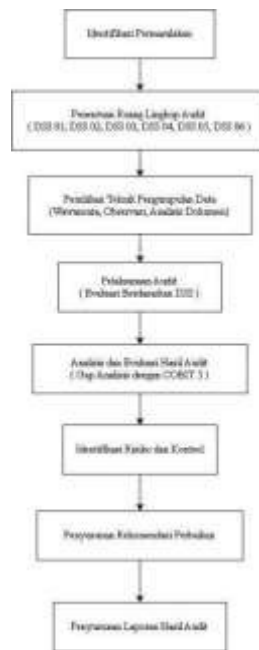 Identifikasi Permasalahan
Penentuan Ruang Lingkup Audit
( DSS 01, DSS 02, DSS 03, DSS 04, DSS 05, DSS 06 )
Pemilihan Teknik Pengumpulan Data
(Wawancara, Observasi, Analisis Dokumen)
Pelaksanaan Audit
( Evaluasi Berdasarkan DSS )
Analisis dan Evaluasi Hasil Audit
( Gap Analisis dengan COBIT 5 )
Identifikasi Risiko dan Kontrol
Penyusunan Rekomendasi Perbaikan
Penyusunan Laporan Hasil Audit